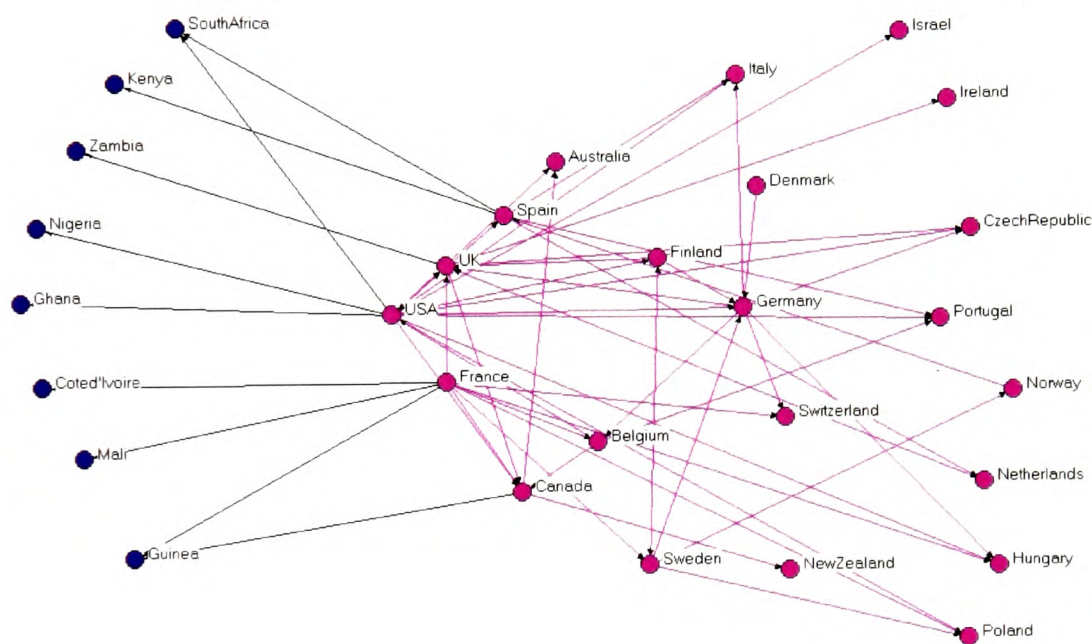 SouthAfrica
Israel
Italy
Kenya
Ireland
Zambia
Australia
Denmark
Spain
Nigeria
CzechRepublic
UK
Finland
Ghana
USA
Germany
Portugal
Coted'Ivoire
France
Norway
Switzerland
Mali
Belgium
Canada
Netherlands
Guinea
Sweden
NewZealand
Hungary
Poland